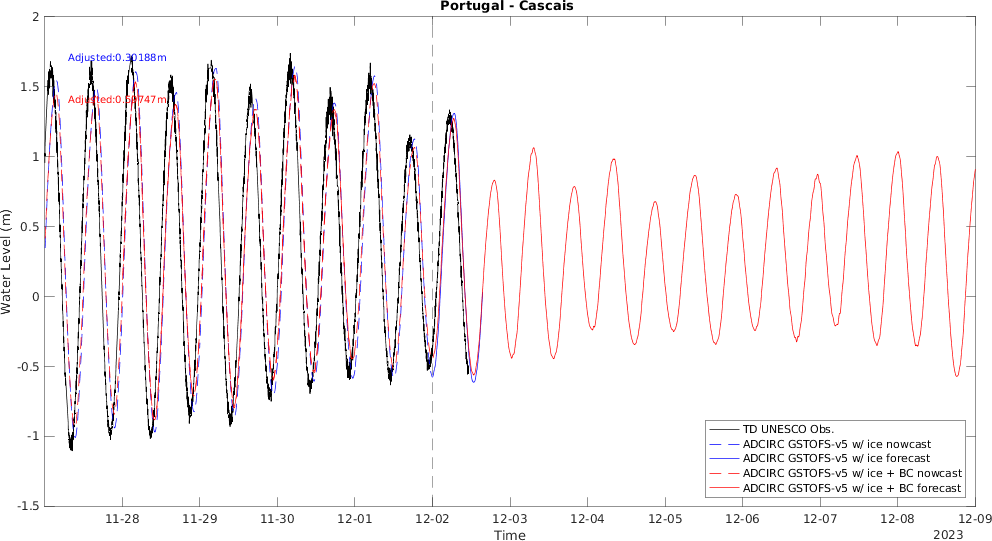 Portugal - Cascais
2
1.5
1
0.5
0
-0.5
-1
-1.5
Water Level (m)
Adjusted:0.30188m
TD UNESCO Obs.
ADCIRC GSTOFS-v5 w/ ice nowcast
ADCIRC GSTOFS-v5 w/ ice forecast
ADCIRC GSTOFS-v5 w/ ice + BC nowcast
ADCIRC GSTOFS-v5 w/ ice + BC forecast
11-28 11-29 11-30 12-01 12-02 12-03 12-04 12-05 12-06 12-07 12-08 12-09
Time
2023